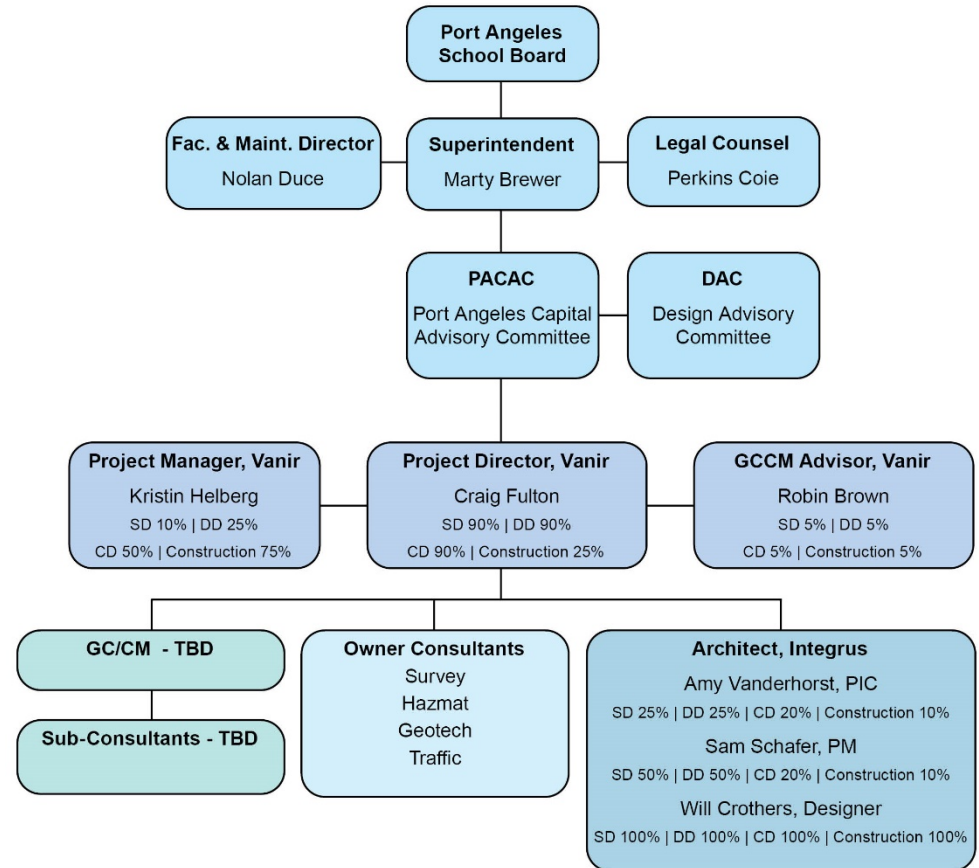 Port Angeles
School Board
Fac. & Maint. Director
Nolan Duce
Superintendent
Marty Brewer
Legal Counsel
Perkins Coie
PACAC
Port Angeles Capital
Advisory Committee
DAC
Design Advisory
Committee
Project Manager, Vanir
Kristin Helberg
SD 10% | DD 25%
CD 50% | Construction 75%
Project Director, Vanir
Craig Fulton
SD 90% | DD 90%
CD 90% | Construction 25%
GCCM Advisor, Vanir
Robin Brown
SD 5% | DD 5%
CD 5% | Construction 5%
GC/CM - TBD
Sub-Consultants - TBD
Owner Consultants
Survey
Hazmat
Geotech
Traffic
Architect, Integrus
Amy Vanderhorst, PIC
SD 25% | DD 25% | CD 20% | Construction 10%
Sam Schafer, PM
SD 50% | DD 50% | CD 20% | Construction 10%
Will Crothers, Designer
SD 100% | DD 100% | CD 100% | Construction 100%